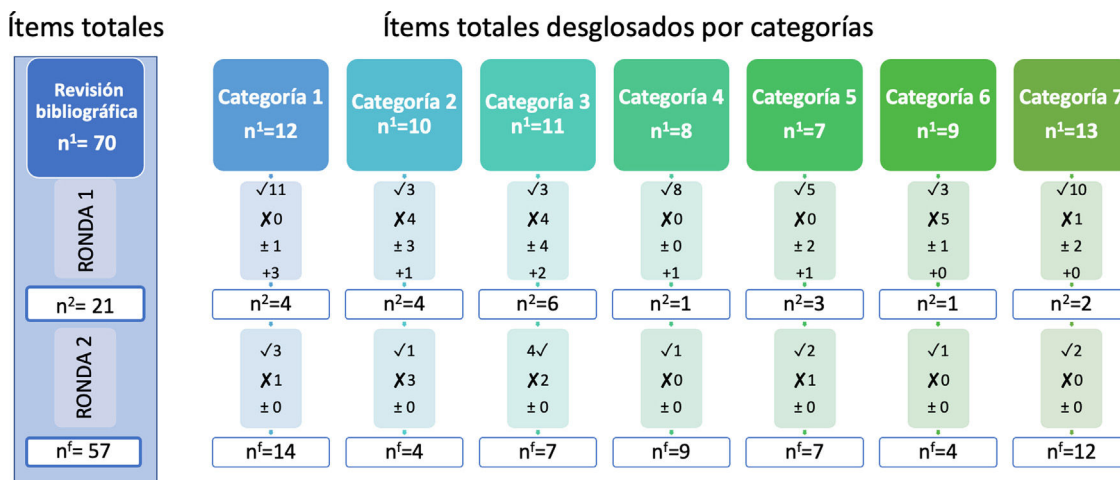 Ítems totales
Ítems totales desglosados por categorías
Revisión
bibliográfica
n¹= 70
RONDA 1
n²= 21
RONDA 2
nᶠ= 57
Categoría 1
n¹=12
✓11
✗0
± 1
+3
n²=4
✓3
✗1
± 0
nᶠ=14
Categoría 2
n¹=10
✓3
✗4
± 3
+1
n²=4
✓1
✗3
± 0
nᶠ=4
Categoría 3
n¹=11
✓3
✗4
± 4
+2
n²=6
4✓
✗2
± 0
nᶠ=7
Categoría 4
n¹=8
✓8
✗0
± 0
+1
n²=1
✓1
✗0
± 0
nᶠ=9
Categoría 5
n¹=7
✓5
✗0
± 2
+1
n²=3
✓2
✗1
± 0
nᶠ=7
Categoría 6
n¹=9
✓3
✗5
± 1
+0
n²=1
✓1
✗0
± 0
nᶠ=4
Categoría 7
n¹=13
✓10
✗1
± 2
+0
n²=2
✓2
✗0
± 0
nᶠ=12